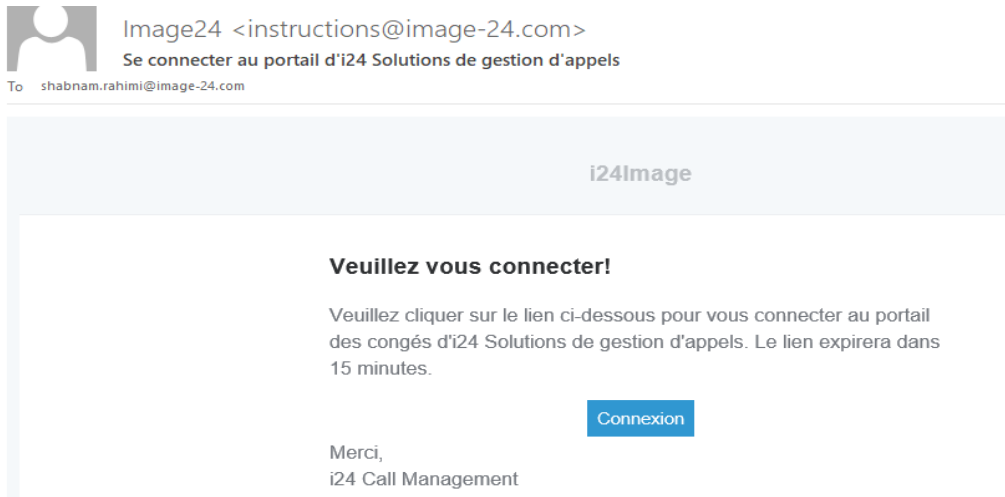 Image24 <instructions@image-24.com>
Se connecter au portail d'i24 Solutions de gestion d'appels
To shabnam.rahimi@image-24.com
i24Image
Veuillez vous connecter!
Veuillez cliquer sur le lien ci-dessous pour vous connecter au portail
des congés d'i24 Solutions de gestion d'appels. Le lien expirera dans
15 minutes.
Connexion
Merci,
i24 Call Management